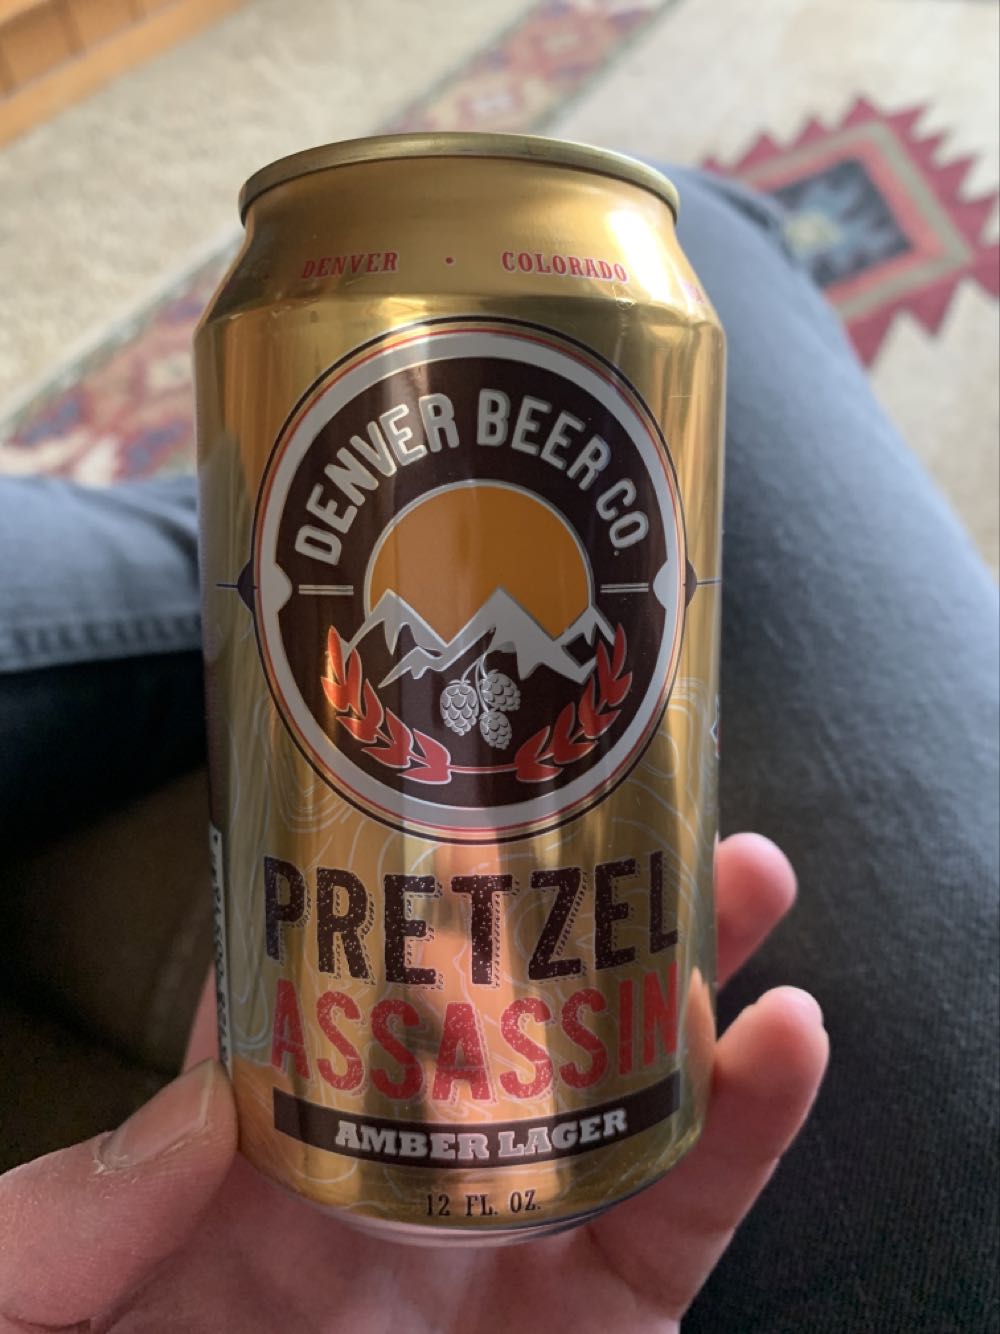 DENVER • COLORADO
DENVER BEER CO.
PRETZEL
ASSASSIN
AMBER LAGER
12 FL. OZ.